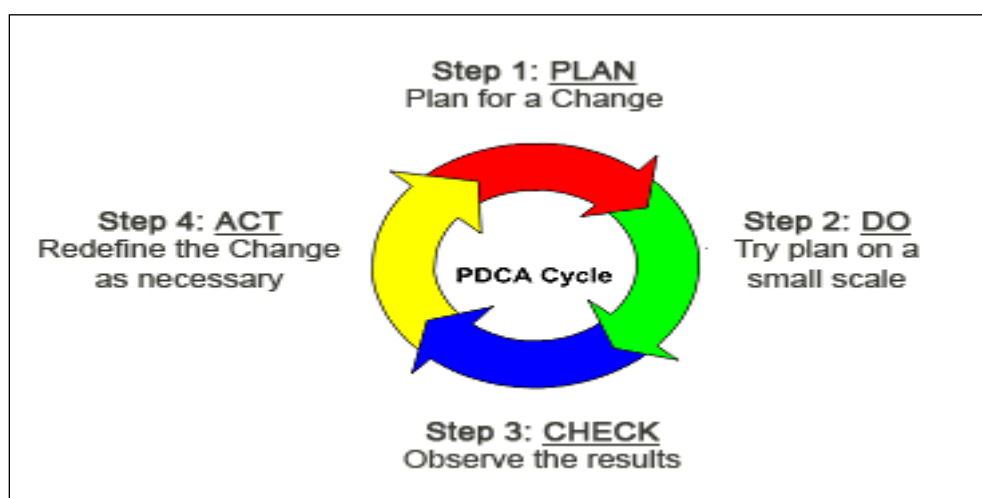 Step 1: PLAN
Plan for a Change
Step 4: ACT
Redefine the Change
as necessary
PDCA Cycle
Step 2: DO
Try plan on a
small scale
Step 3: CHECK
Observe the results